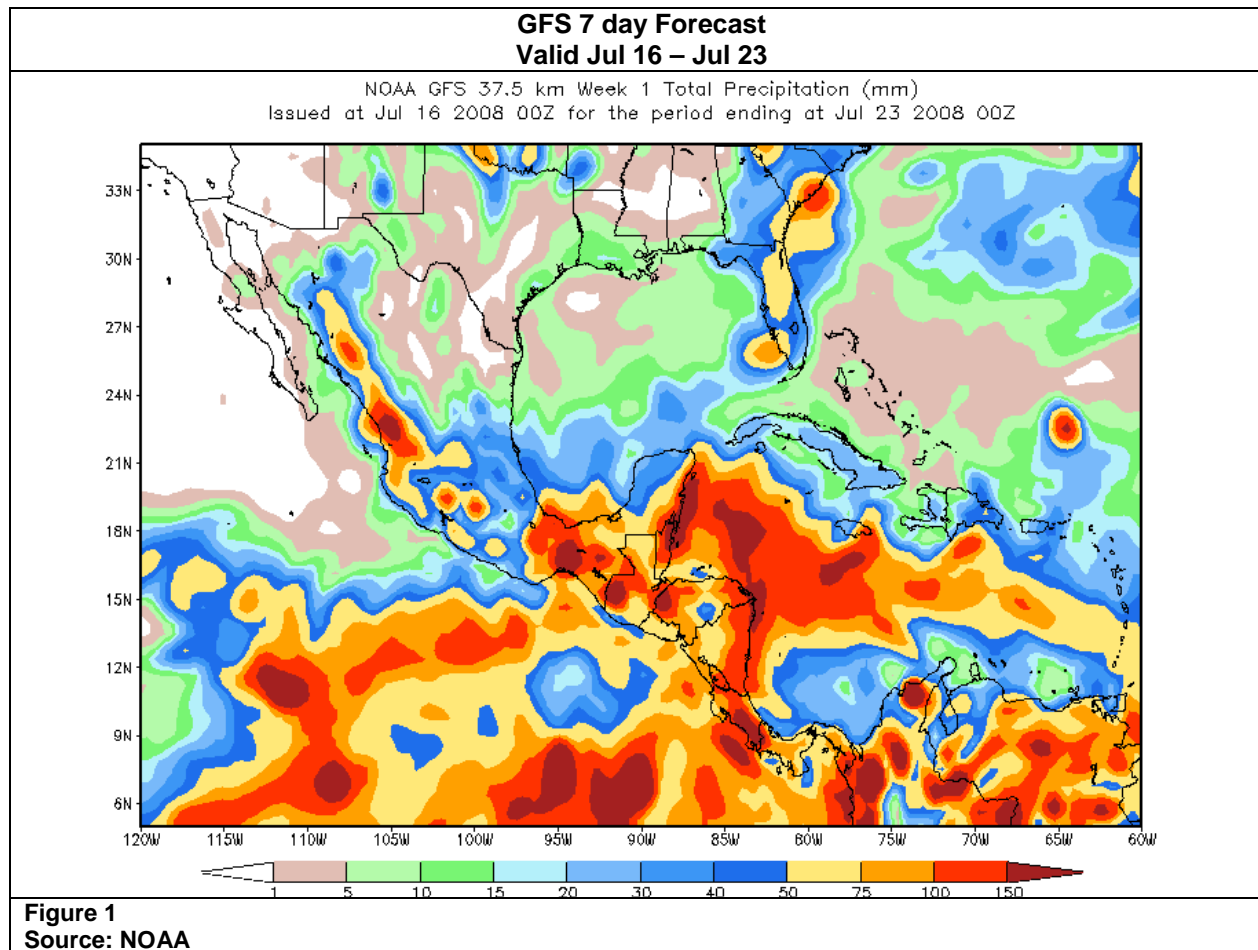 GFS 7 day Forecast
Valid Jul 16 – Jul 23
NOAA GFS 37.5 km Week 1 Total Precipitation (mm)
Issued at Jul 16 2008 00Z for the period ending at Jul 23 2008 00Z
33N
30N
27N
24N
21N
18N
15N
12N
9N
6N
120W 115W 110W 105W 100W 95W 90W 85W 80W 75W 70W 65W 60W
1 5 10 15 20 30 40 50 75 100 150
Figure 1
Source: NOAA